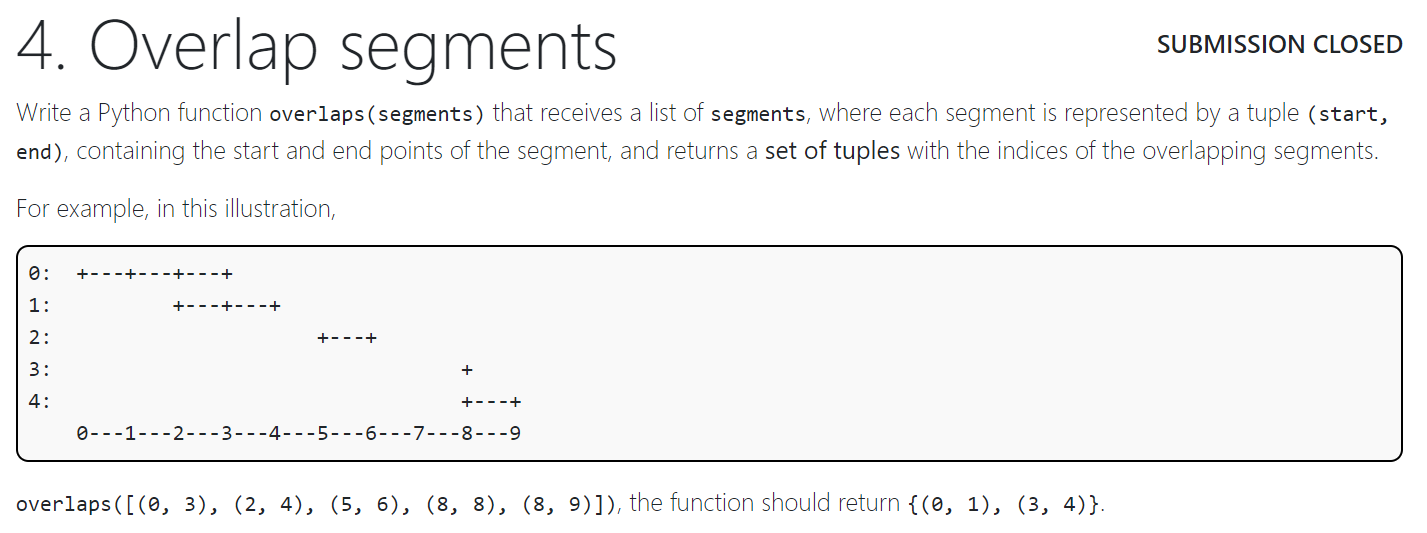 4. Overlap segments
SUBMISSION CLOSED
Write a Python function overlaps(segments) that receives a list of segments, where each segment is represented by a tuple (start,
end), containing the start and end points of the segment, and returns a set of tuples with the indices of the overlapping segments.
For example, in this illustration,
0:  +---+---+---+
1:          +---+---+
2:                      +---+
3:                                  +
4:                                  +---+
    0---1---2---3---4---5---6---7---8---9
overlaps([(0, 3), (2, 4), (5, 6), (8, 8), (8, 9)]), the function should return {(0, 1), (3, 4)}.